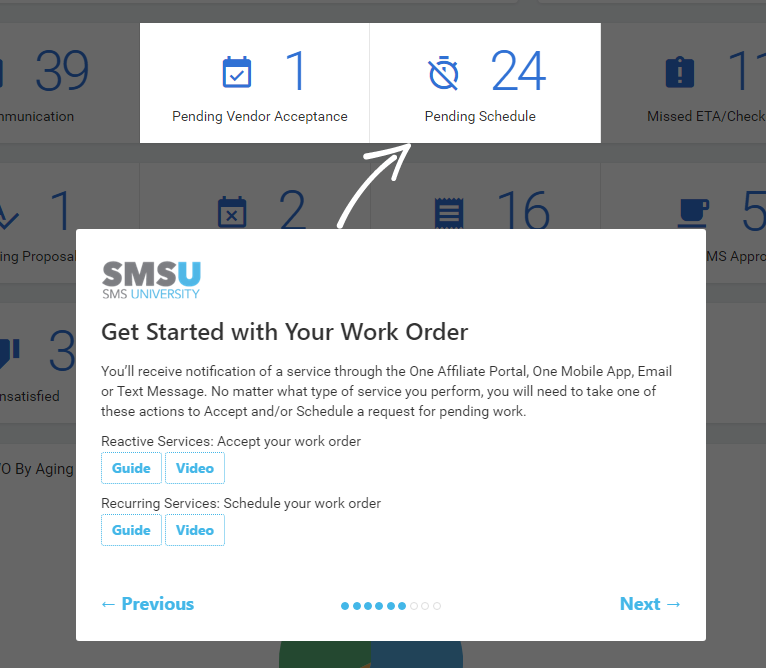 39
1
24
11
mmunication
Pending Vendor Acceptance
Pending Schedule
Missed ETA/Check
1
2
16
5
ing Proposal
MS Appro
3
nsatisfied
O By Aging
SMSU
SMS UNIVERSITY
Get Started with Your Work Order
You’ll receive notification of a service through the One Affiliate Portal, One Mobile App, Email
or Text Message. No matter what type of service you perform, you will need to take one of
these actions to Accept and/or Schedule a request for pending work.
Reactive Services: Accept your work order
Guide Video
Recurring Services: Schedule your work order
Guide Video
← Previous
Next →